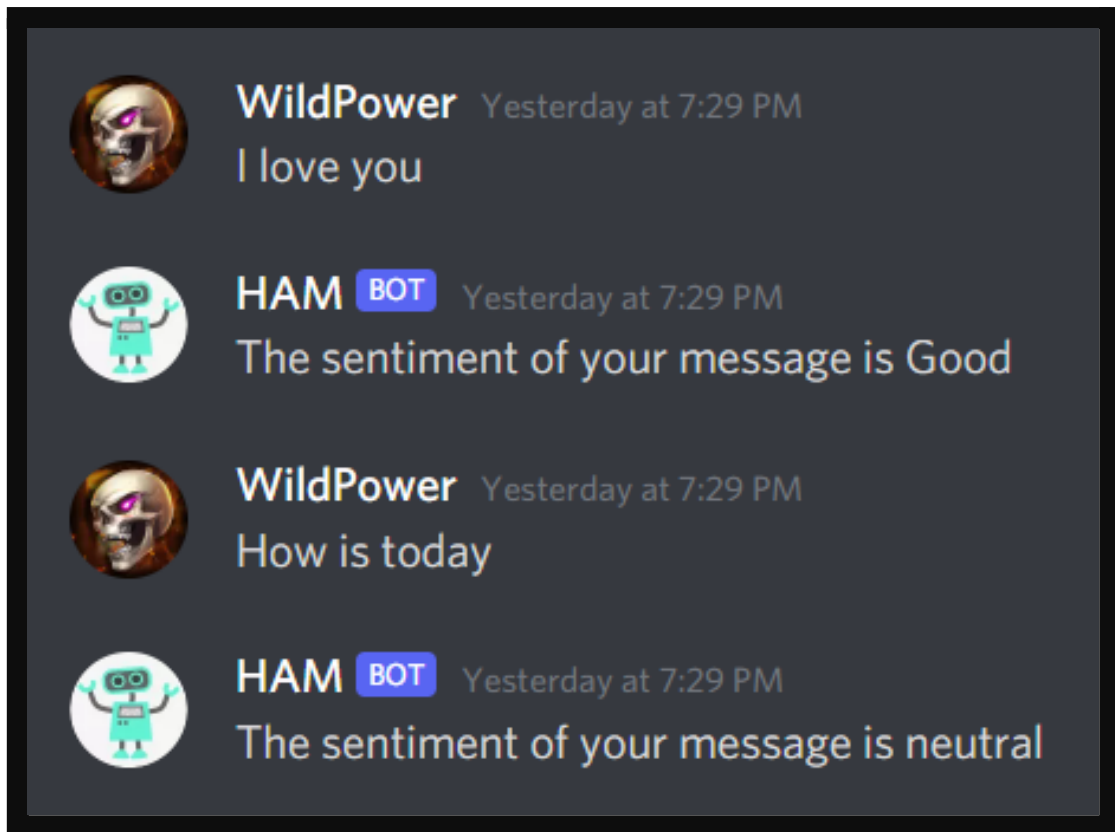 WildPower Yesterday at 7:29 PM
I love you
HAM BOT Yesterday at 7:29 PM
The sentiment of your message is Good
WildPower Yesterday at 7:29 PM
How is today
HAM BOT Yesterday at 7:29 PM
The sentiment of your message is neutral